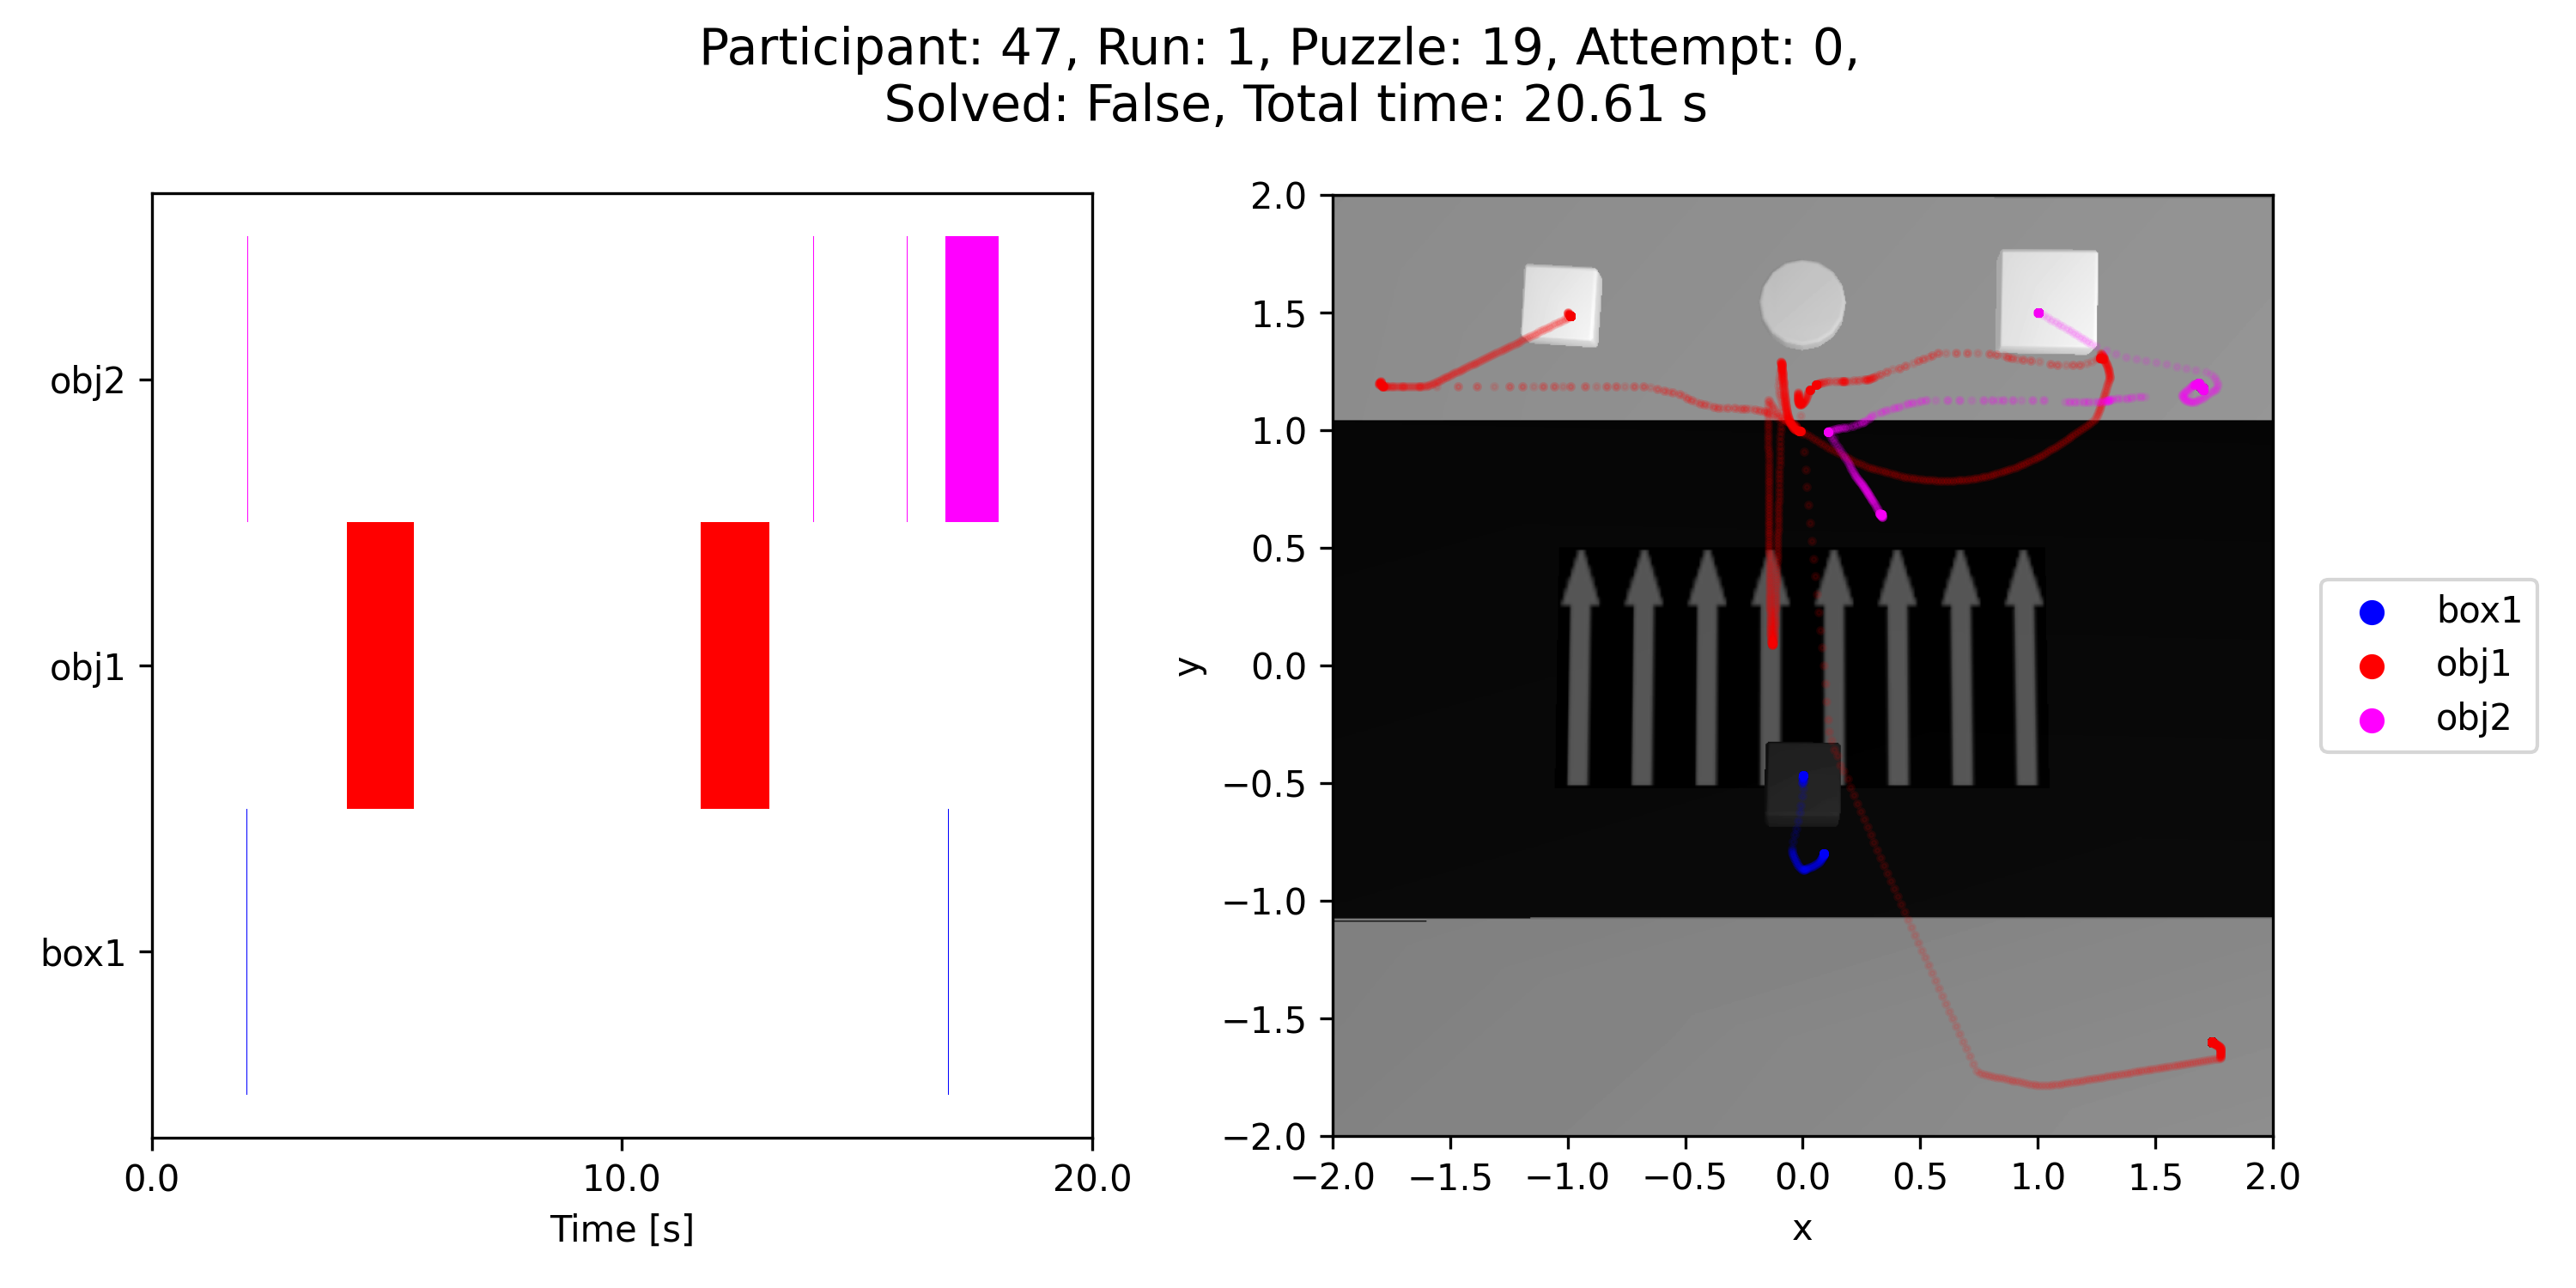 Participant: 47, Run: 1, Puzzle: 19, Attempt: 0,
Solved: False, Total time: 20.61 s
obj2
obj1
box1
0.0 10.0 20.0
Time [s]
2.0
1.5
1.0
0.5
0.0
−0.5
−1.0
−1.5
−2.0
y
−2.0 −1.5 −1.0 −0.5 0.0 0.5 1.0 1.5 2.0
x
box1
obj1
obj2